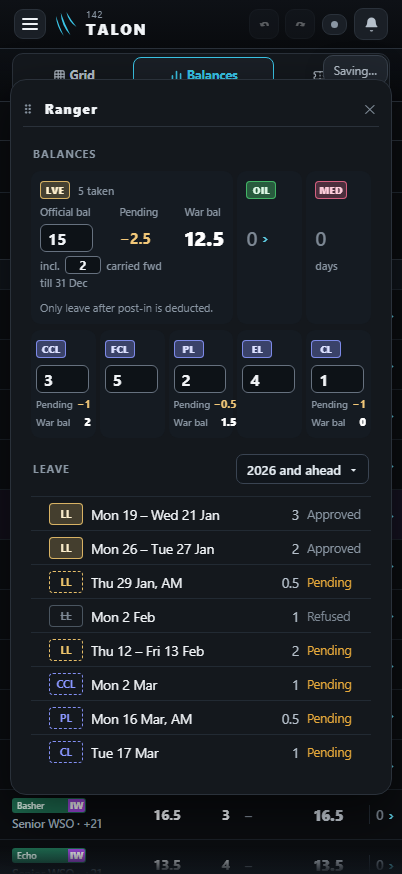 142
TALON
Grid
Balances
Saving...
Ranger
BALANCES
LVE 5 taken
OIL
MED
Official bal Pending War bal
15 −2.5 12.5
0 ›
0
incl. 2 carried fwd
till 31 Dec
days
Only leave after post-in is deducted.
CCL FCL PL EL CL
3 5 2 4 1
Pending −1 Pending −0.5 Pending −1
War bal 2 War bal 1.5 War bal 0
LEAVE 2026 and ahead
LL Mon 19 – Wed 21 Jan 3 Approved
LL Mon 26 – Tue 27 Jan 2 Approved
LL Thu 29 Jan, AM 0.5 Pending
LL Mon 2 Feb 1 Refused
LL Thu 12 – Fri 13 Feb 2 Pending
CCL Mon 2 Mar 1 Pending
PL Mon 16 Mar, AM 0.5 Pending
CL Tue 17 Mar 1 Pending
Basher IW
Senior WSO · +21 16.5 3 – 16.5 0 ›
Echo IW
13.5 4 – 13.5 0 ›